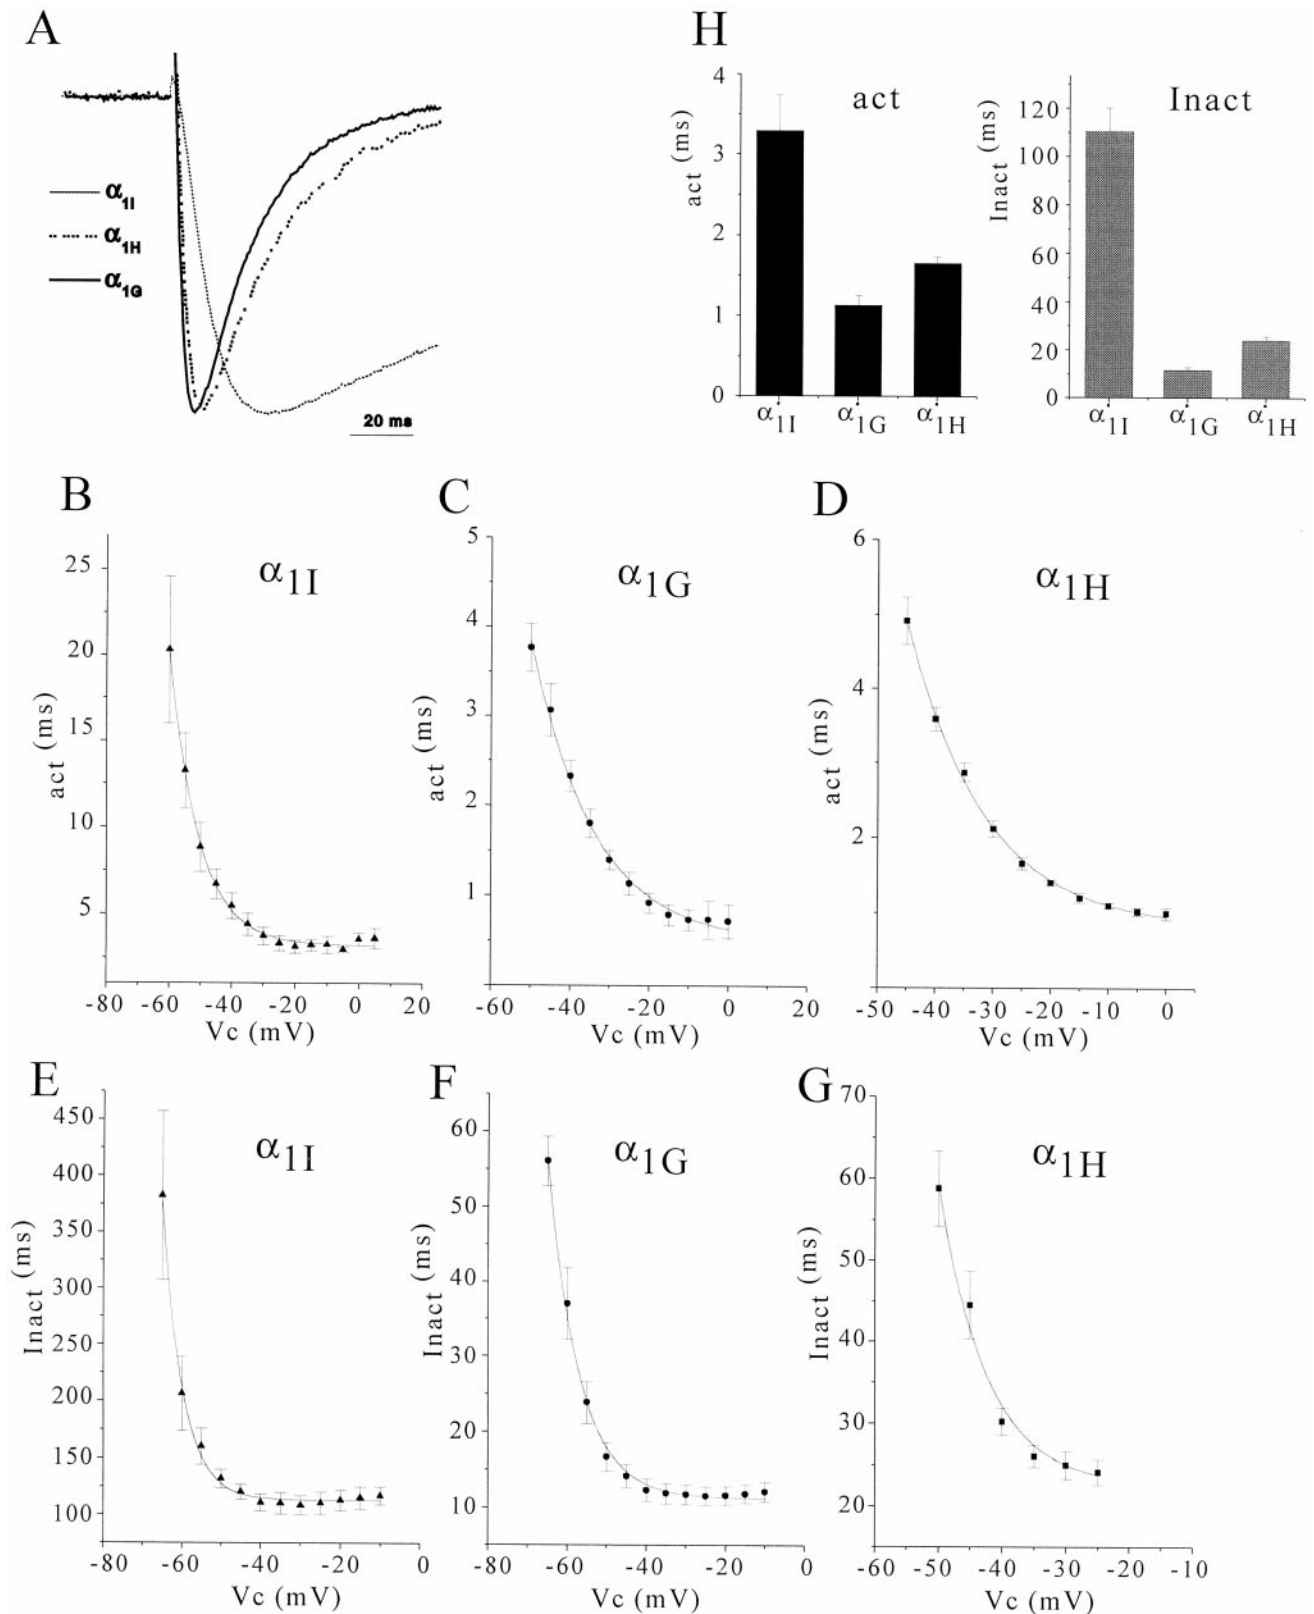 A
α1I
α1H
α1G
20 ms
H
act
act (ms)
4
3
2
1
0
α1I α1G α1H
Inact
Inact (ms)
120
100
80
60
40
20
0
α1I α1G α1H
B
α1I
act (ms)
25
20
15
10
5
-80 -60 -40 -20 0 20
Vc (mV)
C
α1G
act (ms)
5
4
3
2
1
-60 -40 -20 0 20
Vc (mV)
D
α1H
act (ms)
6
4
2
-50 -40 -30 -20 -10 0
Vc (mV)
E
α1I
Inact (ms)
450
400
350
300
250
200
150
100
-80 -60 -40 -20 0
Vc (mV)
F
α1G
Inact (ms)
60
50
40
30
20
10
-80 -60 -40 -20 0
Vc (mV)
G
α1H
Inact (ms)
70
60
50
40
30
20
-60 -50 -40 -30 -20 -10
Vc (mV)